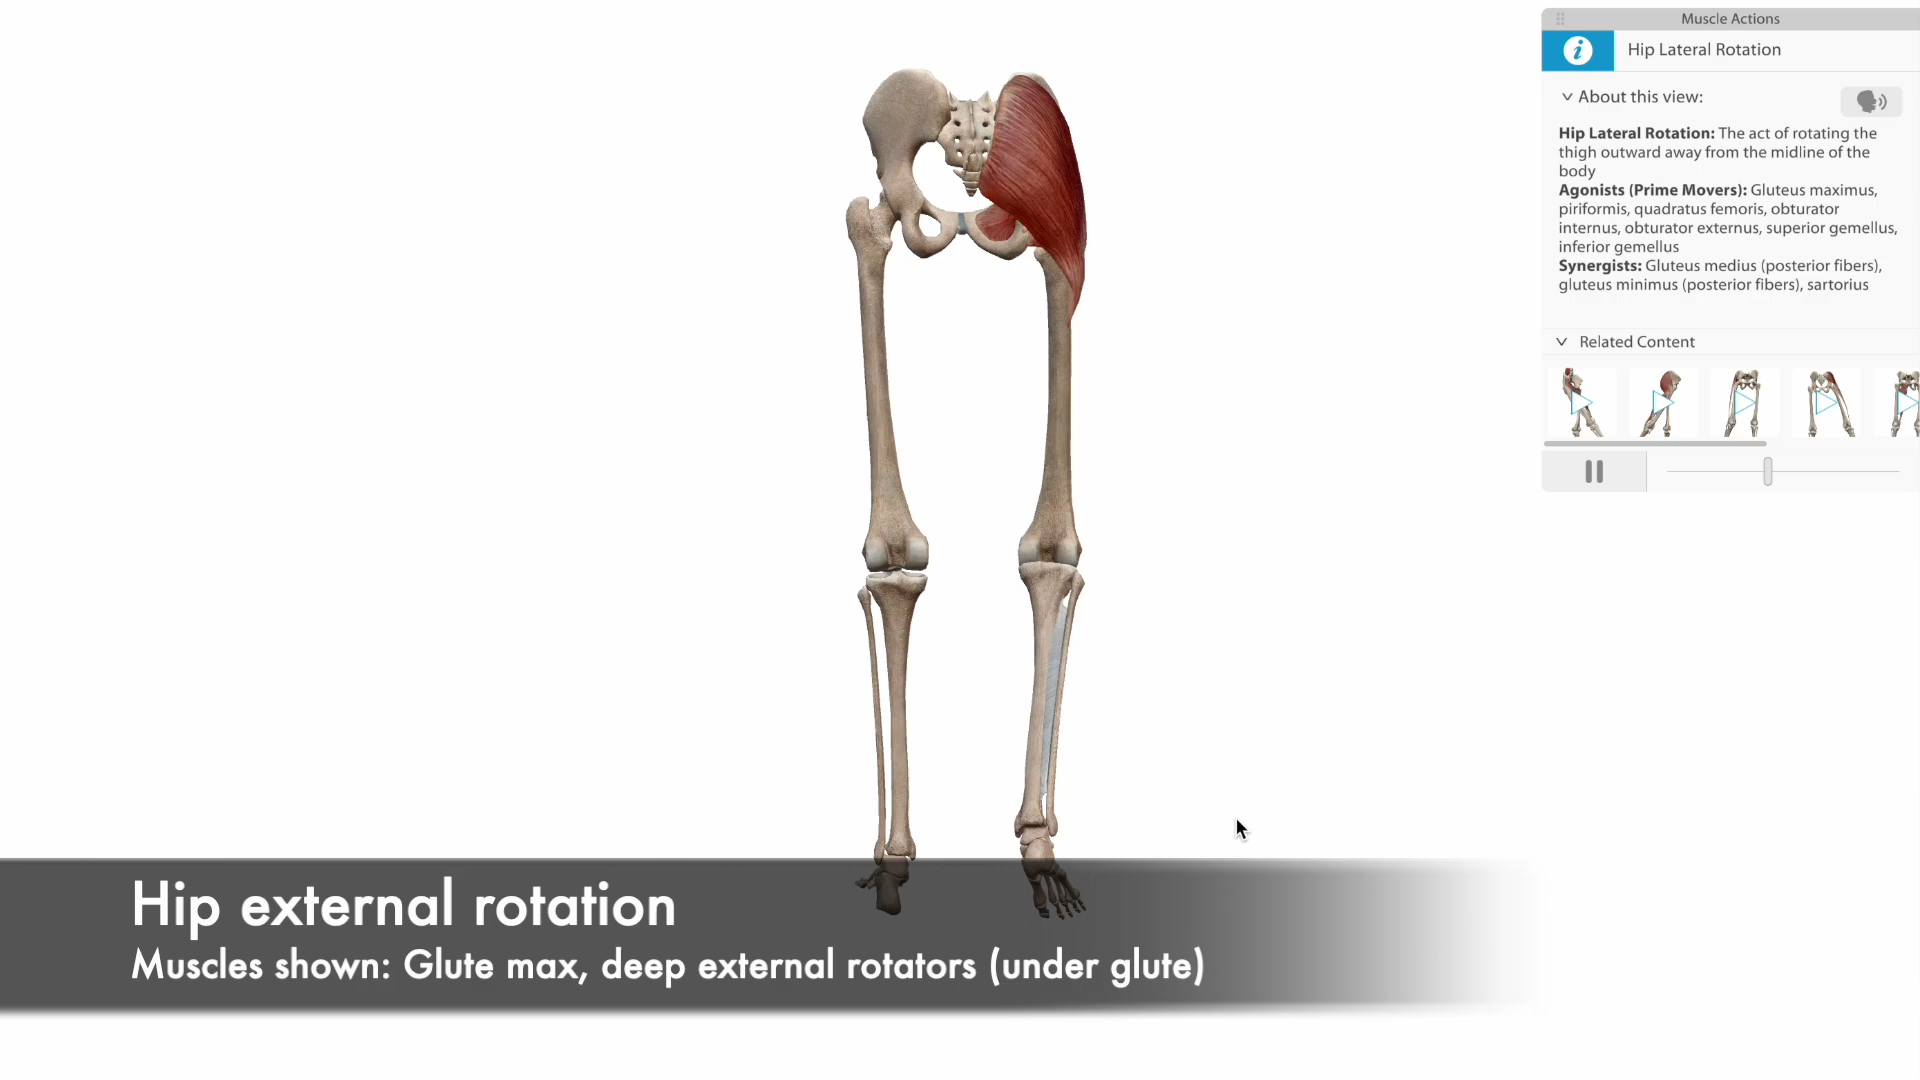 Muscle Actions
Hip Lateral Rotation
About this view:
Hip Lateral Rotation: The act of rotating the
thigh outward away from the midline of the
body
Agonists (Prime Movers): Gluteus maximus,
piriformis, quadratus femoris, obturator
internus, obturator externus, superior gemellus,
inferior gemellus
Synergists: Gluteus medius (posterior fibers),
gluteus minimus (posterior fibers), sartorius
Related Content
Hip external rotation
Muscles shown: Glute max, deep external rotators (under glute)